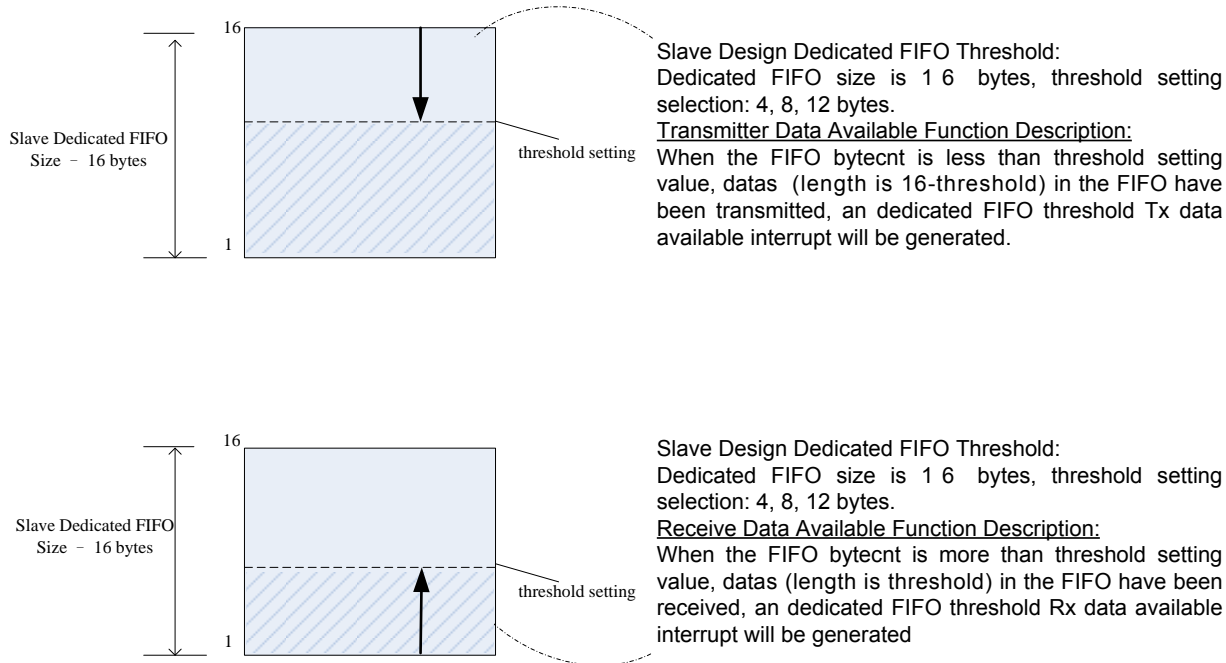 16
Slave Dedicated FIFO
Size - 16 bytes
threshold setting
1
Slave Design Dedicated FIFO Threshold:
Dedicated FIFO size is 1 6 bytes, threshold setting
selection: 4, 8, 12 bytes.
Transmitter Data Available Function Description:
When the FIFO bytecnt is less than threshold setting
value, datas (length is 16-threshold) in the FIFO have
been transmitted, an dedicated FIFO threshold Tx data
available interrupt will be generated.
16
Slave Dedicated FIFO
Size - 16 bytes
threshold setting
1
Slave Design Dedicated FIFO Threshold:
Dedicated FIFO size is 1 6 bytes, threshold setting
selection: 4, 8, 12 bytes.
Receive Data Available Function Description:
When the FIFO bytecnt is more than threshold setting
value, datas (length is threshold) in the FIFO have been
received, an dedicated FIFO threshold Rx data available
interrupt will be generated